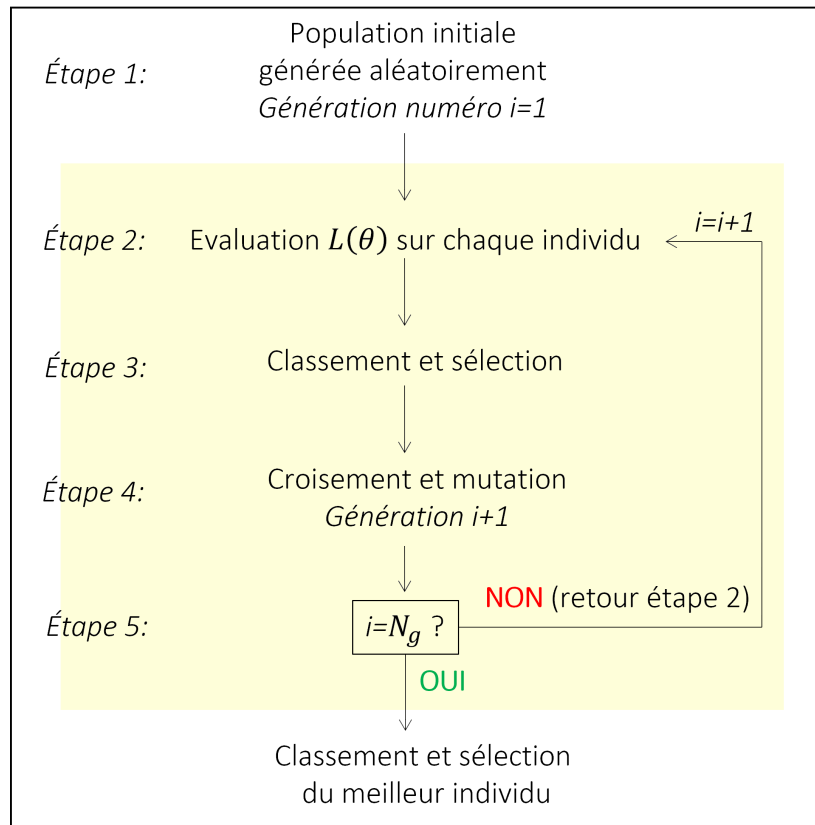 Population initiale
Étape 1: générée aléatoirement
Génération numéro i=1
i=i+1
Étape 2: Evaluation L(θ) sur chaque individu
Étape 3: Classement et sélection
Étape 4: Croisement et mutation
Génération i+1
NON (retour étape 2)
Étape 5: i=N_g ?
OUI
Classement et sélection
du meilleur individu